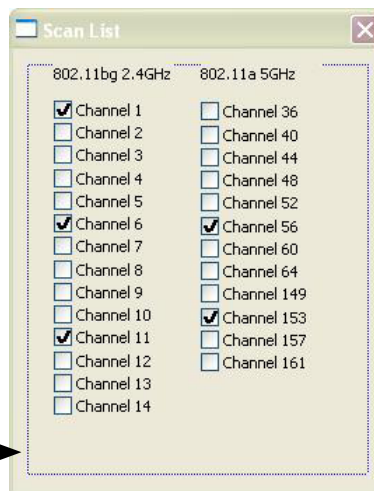 Scan List
802.11bg 2.4GHz
Channel 1
Channel 2
Channel 3
Channel 4
Channel 5
Channel 6
Channel 7
Channel 8
Channel 9
Channel 10
Channel 11
Channel 12
Channel 13
Channel 14
802.11a 5GHz
Channel 36
Channel 40
Channel 44
Channel 48
Channel 52
Channel 56
Channel 60
Channel 64
Channel 149
Channel 153
Channel 157
Channel 161